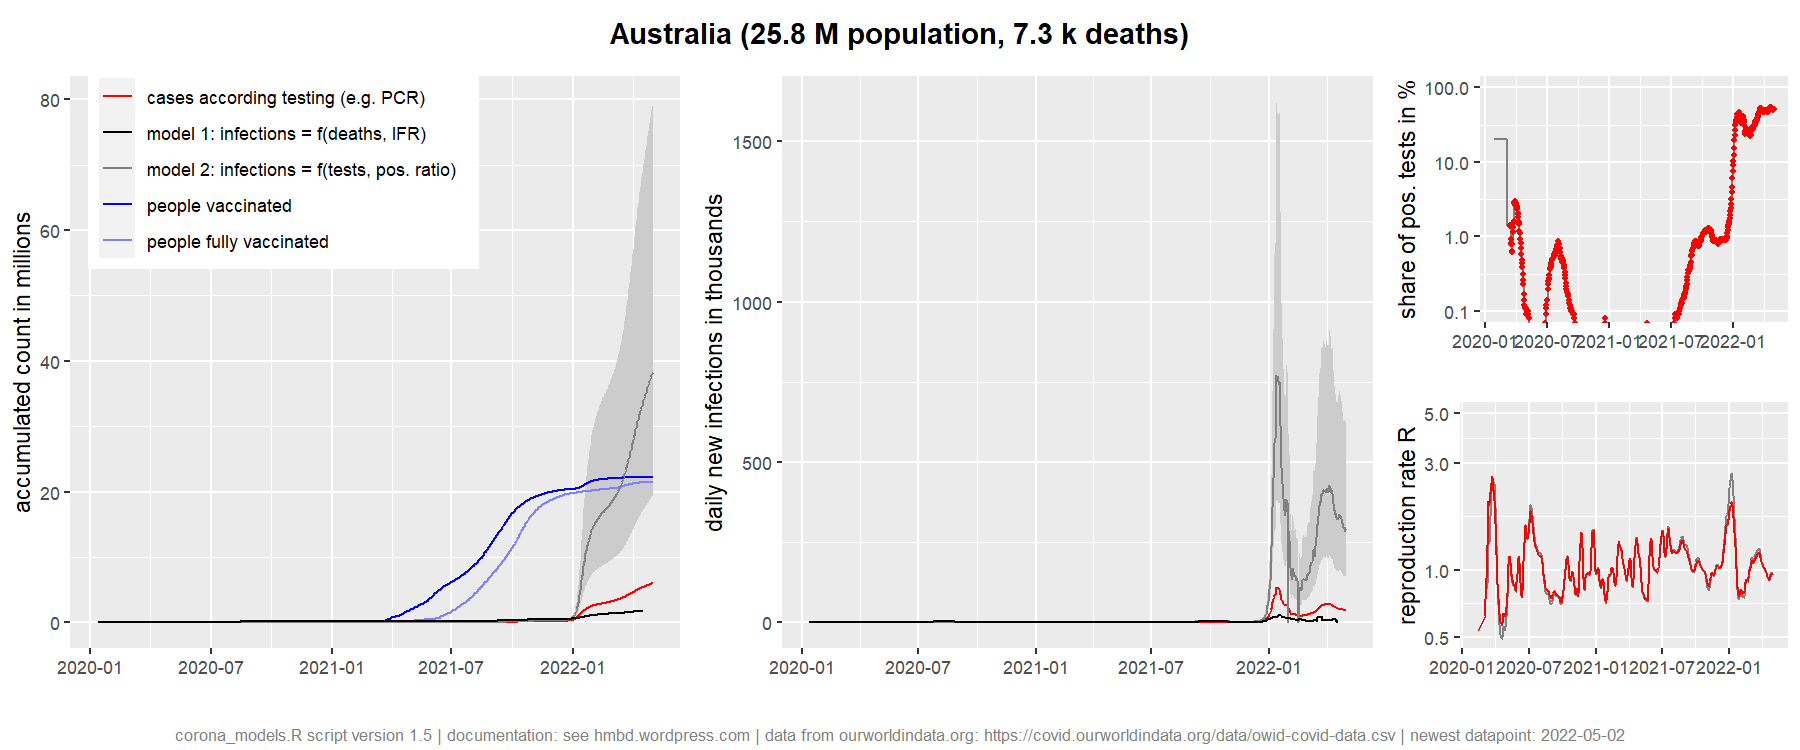 Australia (25.8 M population, 7.3 k deaths)
cases according testing (e.g. PCR)
model 1: infections = f(deaths, IFR)
model 2: infections = f(tests, pos. ratio)
people vaccinated
people fully vaccinated
accumulated count in millions
80
60
40
20
0
2020-01 2020-07 2021-01 2021-07 2022-01
daily new infections in thousands
1500
1000
500
0
2020-01 2020-07 2021-01 2021-07 2022-01
share of pos. tests in %
100.0
10.0
1.0
0.1
2020-01 2020-07 2021-01 2021-07 2022-01
reproduction rate R
5.0
3.0
1.0
0.5
2020-01 2020-07 2021-01 2021-07 2022-01
corona_models.R script version 1.5 | documentation: see hmbd.wordpress.com | data from ourworldindata.org: https://covid.ourworldindata.org/data/owid-covid-data.csv | newest datapoint: 2022-05-02